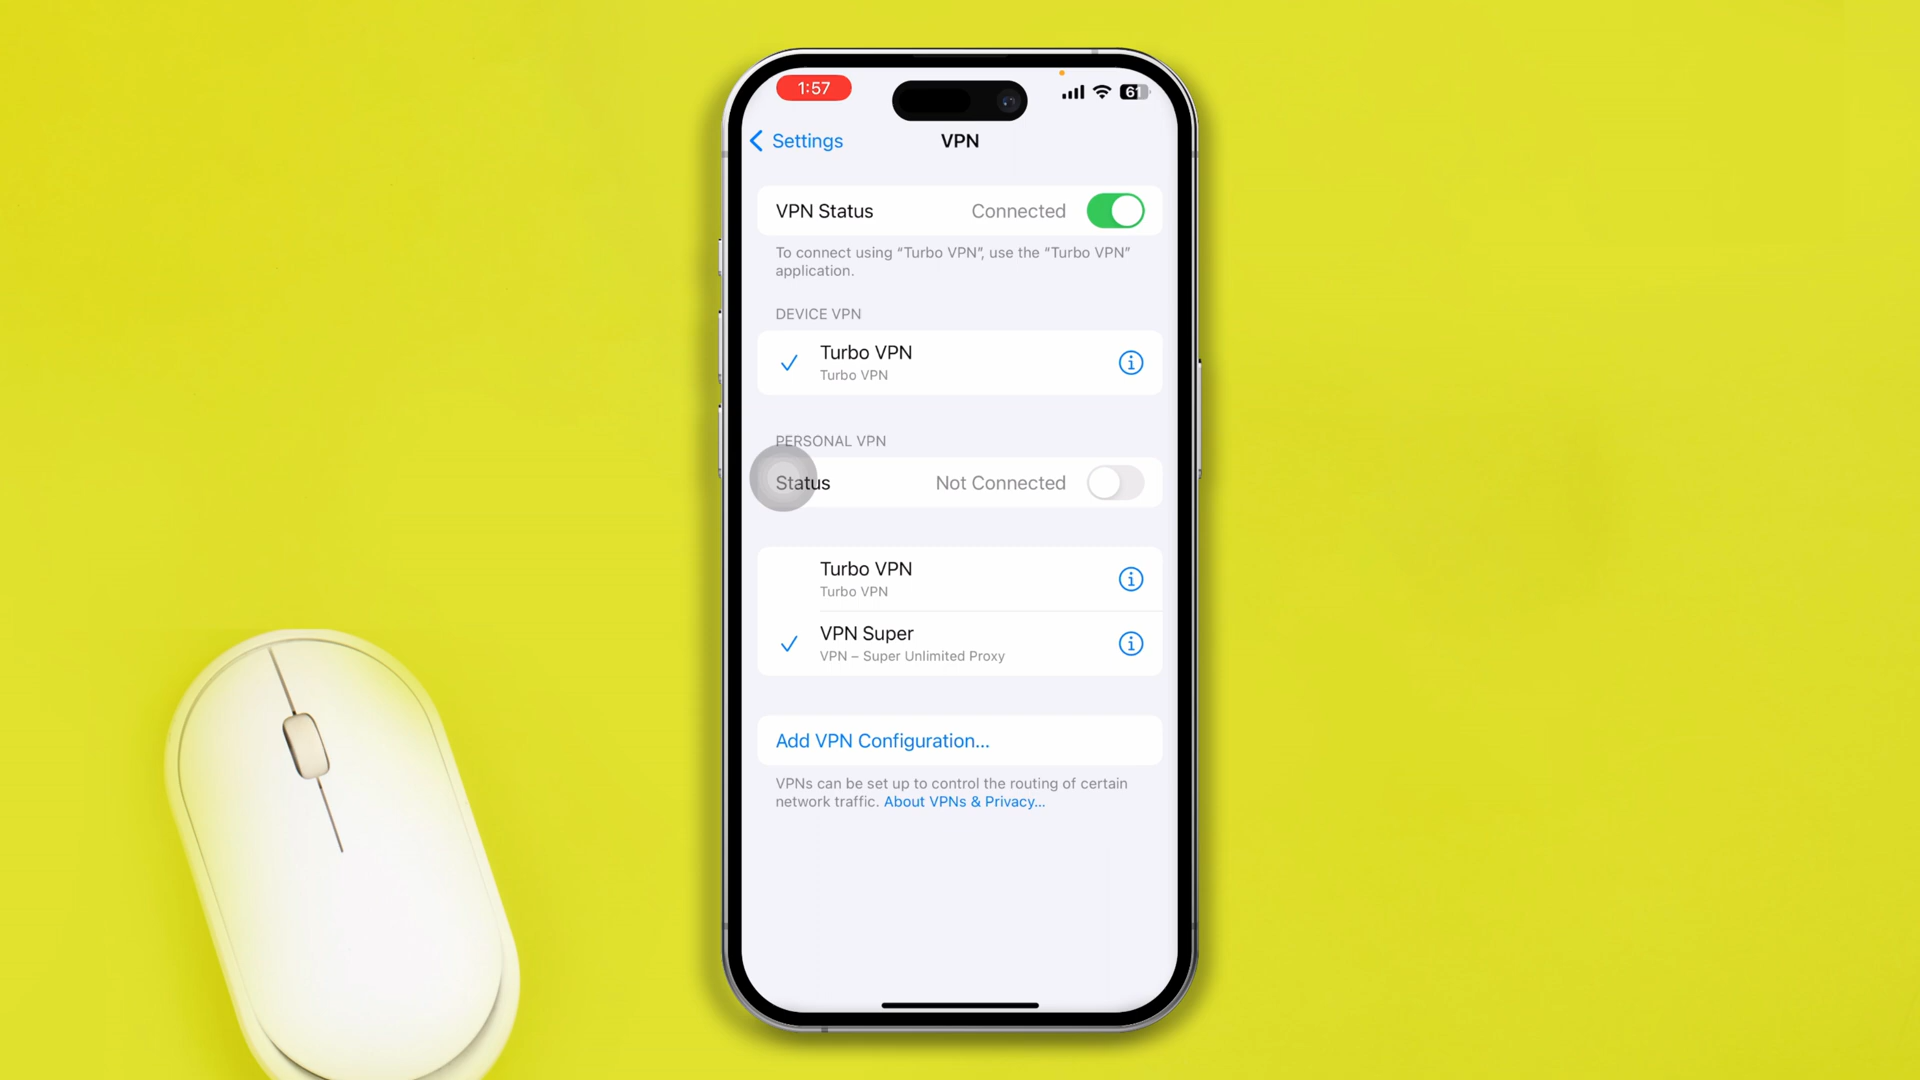 1:57
61
Settings
VPN
VPN Status Connected
To connect using “Turbo VPN”, use the “Turbo VPN”
application.
DEVICE VPN
Turbo VPN
Turbo VPN
PERSONAL VPN
Status Not Connected
Turbo VPN
Turbo VPN
VPN Super
VPN – Super Unlimited Proxy
Add VPN Configuration...
VPNs can be set up to control the routing of certain
network traffic. About VPNs & Privacy...